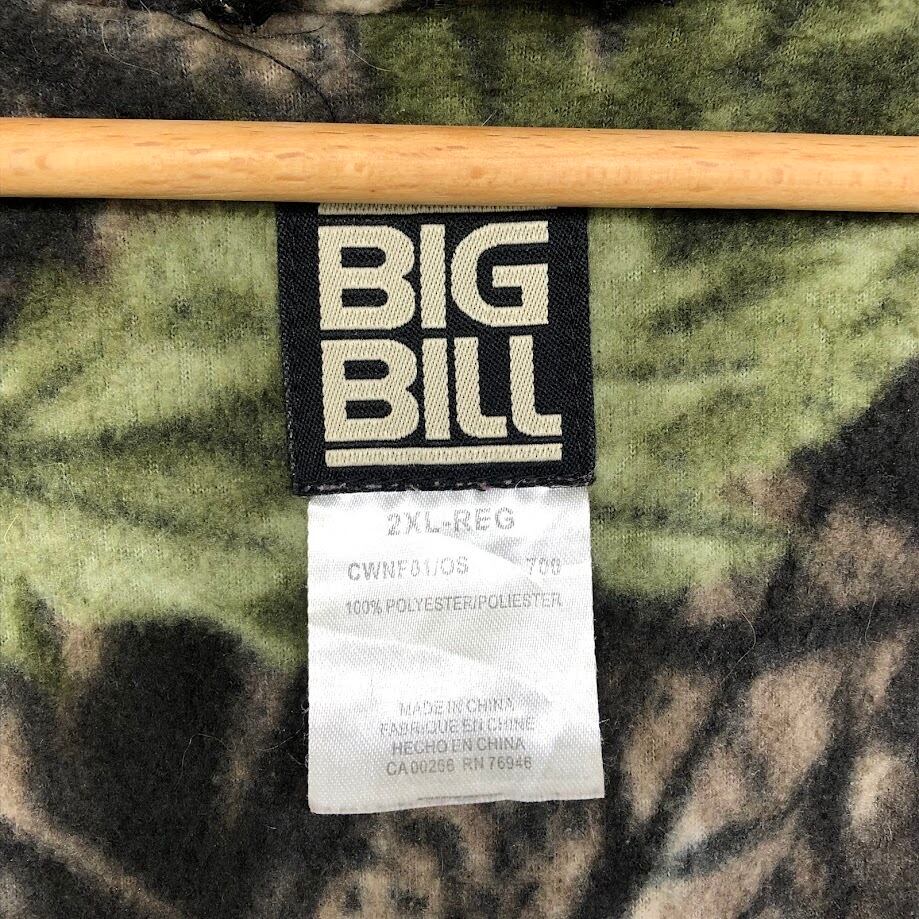 BIG
BILL
2XL-REG
CWNF01/OS 700
100% POLYESTER/POLIESTER
MADE IN CHINA
FABRIQUE EN CHINE
HECHO EN CHINA
CA 00266 RN 76946